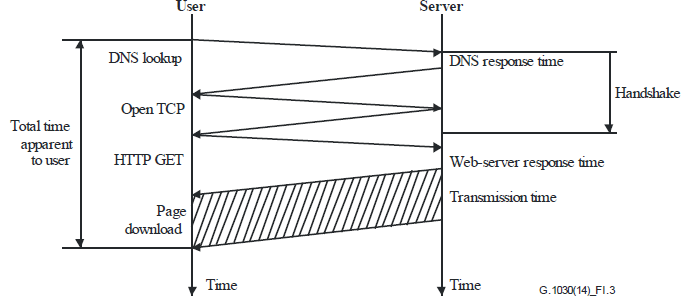 User
Server
DNS lookup
DNS response time
Handshake
Open TCP
Total time
apparent
to user
HTTP GET
Web-server response time
Transmission time
Page
download
Time
Time
G.1030(14)_FI.3